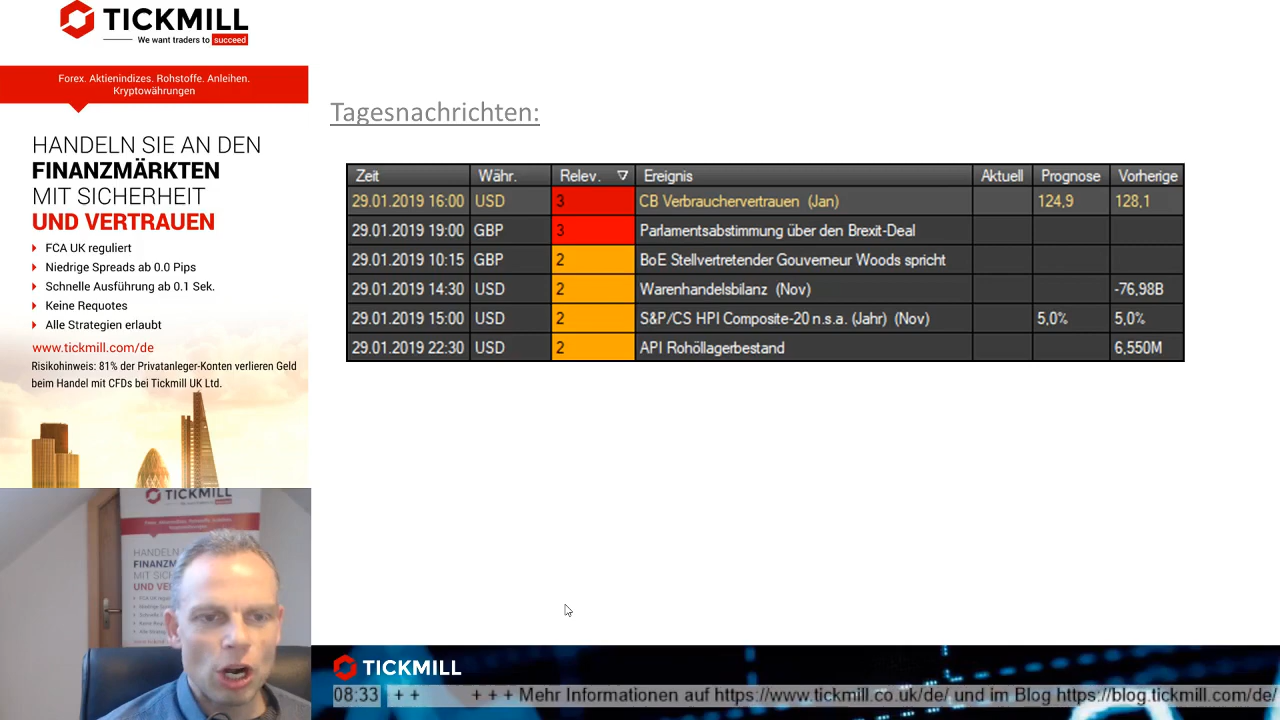 TICKMILL
We want traders to succeed
Forex. Aktienindizes. Rohstoffe. Anleihen.
Kryptowährungen
HANDELN SIE AN DEN
FINANZMÄRKTEN
MIT SICHERHEIT
UND VERTRAUEN
FCA UK reguliert
Niedrige Spreads ab 0.0 Pips
Schnelle Ausführung ab 0.1 Sek.
Keine Requotes
Alle Strategien erlaubt
www.tickmill.com/de
Risikohinweis: 81% der Privatanleger-Konten verlieren Geld
beim Handel mit CFDs bei Tickmill UK Ltd.
Tagesnachrichten:
Zeit Währ. Relev. Ereignis Aktuell Prognose Vorherige
29.01.2019 16:00 USD 3 CB Verbrauchervertrauen (Jan) 124,9 128,1
29.01.2019 19:00 GBP 3 Parlamentsabstimmung über den Brexit-Deal
29.01.2019 10:15 GBP 2 BoE Stellvertretender Gouverneur Woods spricht
29.01.2019 14:30 USD 2 Warenhandelsbilanz (Nov) -76,98B
29.01.2019 15:00 USD 2 S&P/CS HPI Composite-20 n.s.a. (Jahr) (Nov) 5,0% 5,0%
29.01.2019 22:30 USD 2 API Rohöllagerbestand 6,550M
TICKMILL
HANDELN
FINANZM
MIT SICH
UND VER
TICKMILL
08:33 + + + + + Mehr Informationen auf https://www.tickmill.co.uk/de/ und im Blog https://blog.tickmill.com/de/